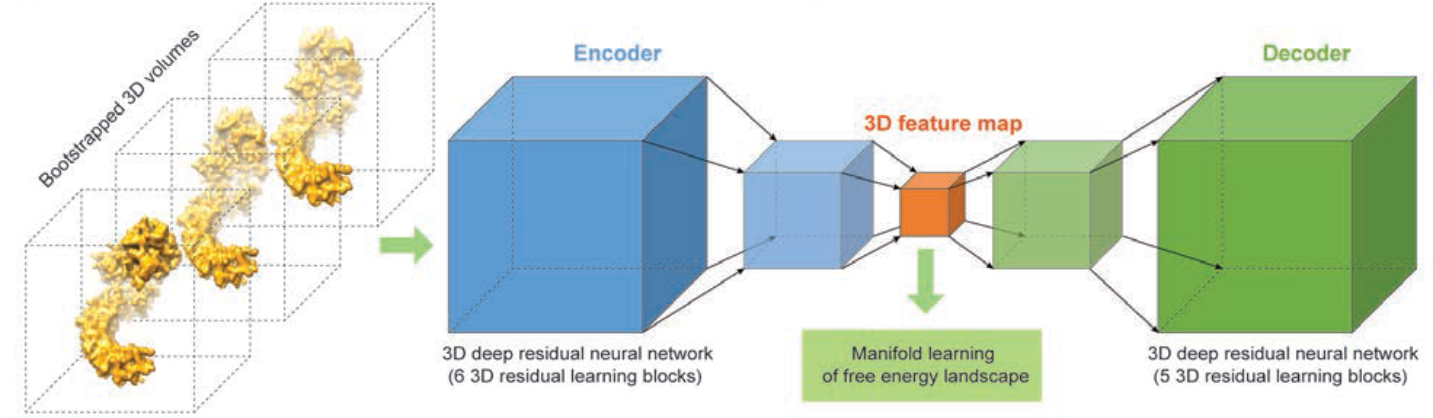 Bootstrapped 3D volumes
Encoder
3D feature map
Decoder
3D deep residual neural network
(6 3D residual learning blocks)
Manifold learning
of free energy landscape
3D deep residual neural network
(5 3D residual learning blocks)